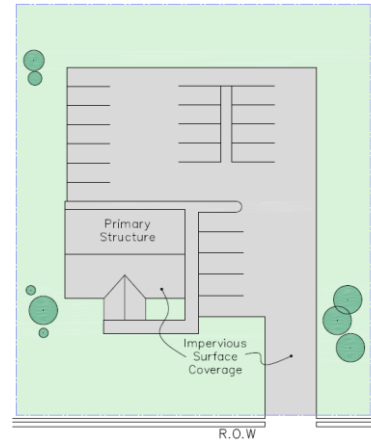 Primary
Structure
Impervious
Surface
Coverage
R.O.W